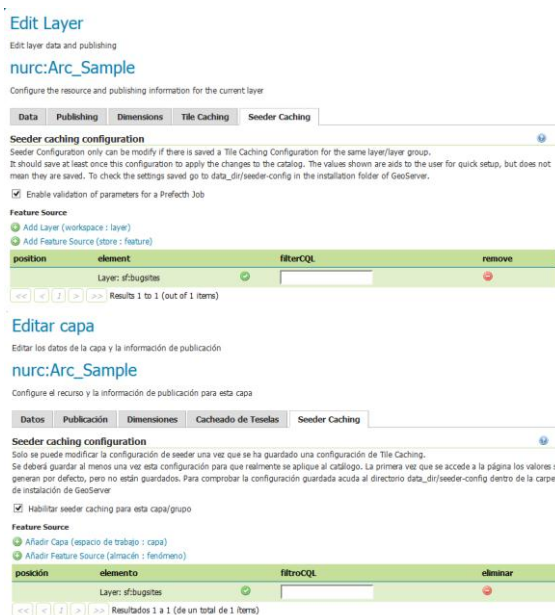 Edit Layer
Edit layer data and publishing
nurc:Arc_Sample
Configure the resource and publishing information for the current layer
Data Publishing Dimensions Tile Caching Seeder Caching
Seeder caching configuration
Seeder Configuration only can be modify if there is saved a Tile Caching Configuration for the same layer/layer group.
It should save at least once this configuration to apply the changes to the catalog. The values shown are aids to the user for quick setup, but does not
mean they are saved. To check the settings saved go to data_dir/seeder-config in the installation folder of GeoServer.
Enable validation of parameters for a Prefecth Job
Feature Source
Add Layer (workspace : layer)
Add Feature Source (store : feature)
position element filterCQL remove
Layer: sf:bugsites
<< < 1 > >> Results 1 to 1 (out of 1 items)
Editar capa
Editar los datos de la capa y la información de publicación
nurc:Arc_Sample
Configure el recurso y la información de publicación para esta capa
Datos Publicación Dimensiones Cacheado de Teselas Seeder Caching
Seeder caching configuration
Solo se puede modificar la configuración de seeder una vez que se ha guardado una configuración de Tile Caching.
Se deberá guardar al menos una vez esta configuración para que realmente se aplique al catálogo. La primera vez que se accede a la página los valores s
generan por defecto, pero no están guardados. Para comprobar la configuración guardada acuda al directorio data_dir/seeder-config dentro de la carpe
de instalación de GeoServer
Habilitar seeder caching para esta capa/grupo
Feature Source
Añadir Capa (espacio de trabajo : capa)
Añadir Feature Source (almacén : fenómeno)
posición elemento filtroCQL eliminar
Layer: sf:bugsites
<< < 1 > >> Resultados 1 a 1 (de un total de 1 ítems)